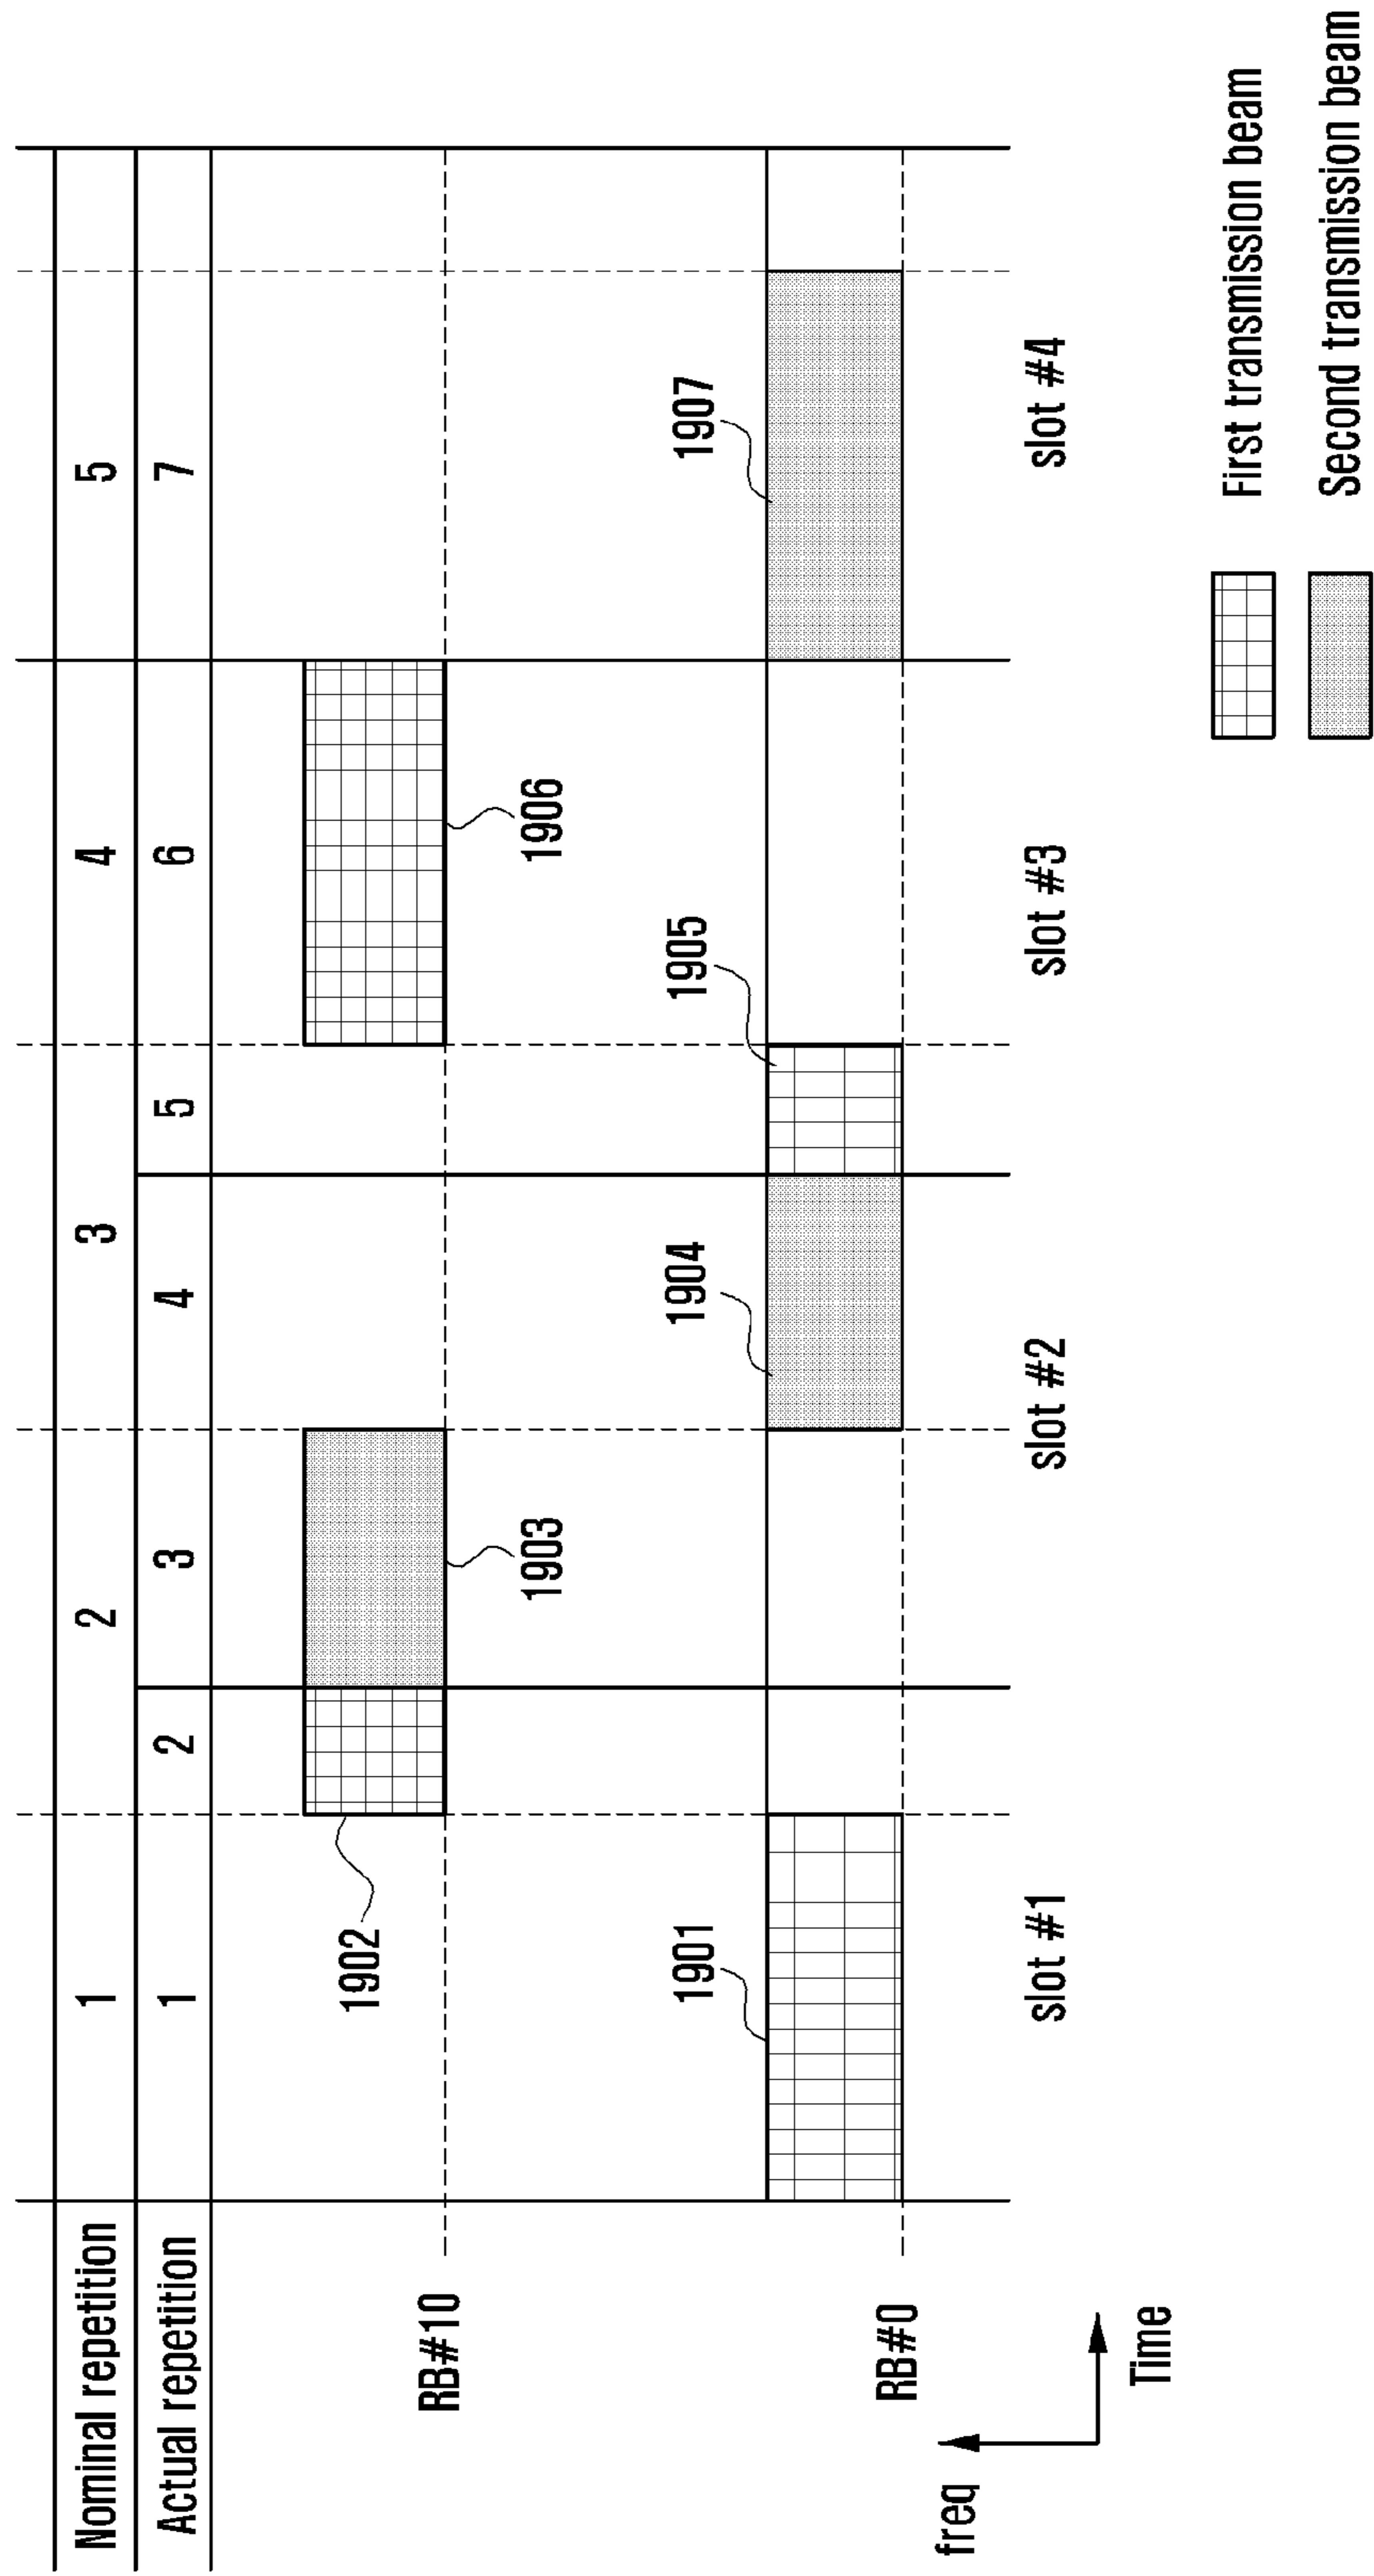 Nominal repetition 1 2 3 4 5
Actual repetition 1 2 3 4 5 6 7
1902
1903
1906
RB#10
1901
1904
1905
1907
RB#0
freq
Time
slot #1 slot #2 slot #3 slot #4
First transmission beam
Second transmission beam